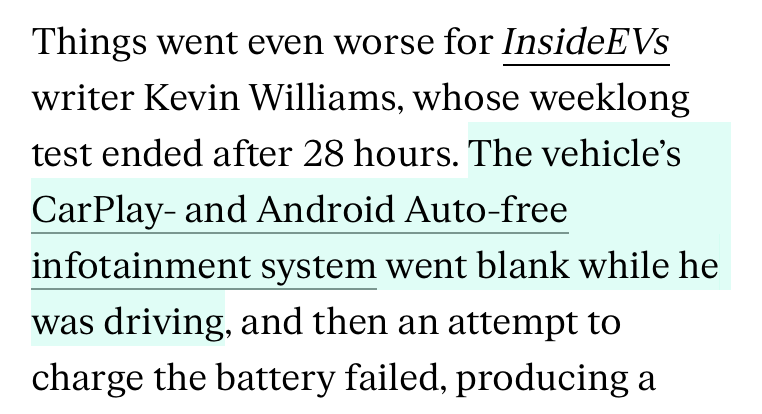 Things went even worse for InsideEVs
writer Kevin Williams, whose weeklong
test ended after 28 hours. The vehicle’s
CarPlay- and Android Auto-free
infotainment system went blank while he
was driving, and then an attempt to
charge the battery failed, producing a